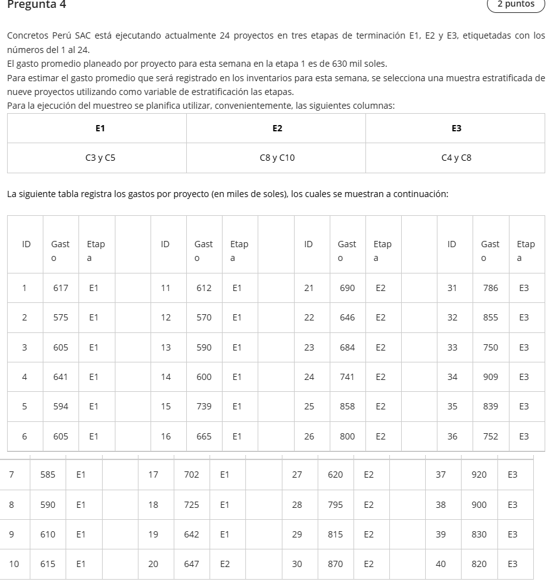 Pregunta 4
2 puntos
Concretos Perú SAC está ejecutando actualmente 24 proyectos en tres etapas de terminación E1, E2 y E3, etiquetadas con los
números del 1 al 24.
El gasto promedio planeado por proyecto para esta semana en la etapa 1 es de 630 mil soles.
Para estimar el gasto promedio que será registrado en los inventarios para esta semana, se selecciona una muestra estratificada de
nueve proyectos utilizando como variable de estratificación las etapas.
Para la ejecución del muestreo se planifica utilizar, convenientemente, las siguientes columnas:
E1 E2 E3
C3 y C5 C8 y C10 C4 y C8
La siguiente tabla registra los gastos por proyecto (en miles de soles), los cuales se muestran a continuación:
ID Gast Etap ID Gast Etap ID Gast Etap ID Gast Etap
o a o a o a o a
1 617 E1 11 612 E1 21 690 E2 31 786 E3
2 575 E1 12 570 E1 22 646 E2 32 855 E3
3 605 E1 13 590 E1 23 684 E2 33 750 E3
4 641 E1 14 600 E1 24 741 E2 34 909 E3
5 594 E1 15 739 E1 25 858 E2 35 839 E3
6 605 E1 16 665 E1 26 800 E2 36 752 E3
7 585 E1 17 702 E1 27 620 E2 37 920 E3
8 590 E1 18 725 E1 28 795 E2 38 900 E3
9 610 E1 19 642 E1 29 815 E2 39 830 E3
10 615 E1 20 647 E2 30 870 E2 40 820 E3